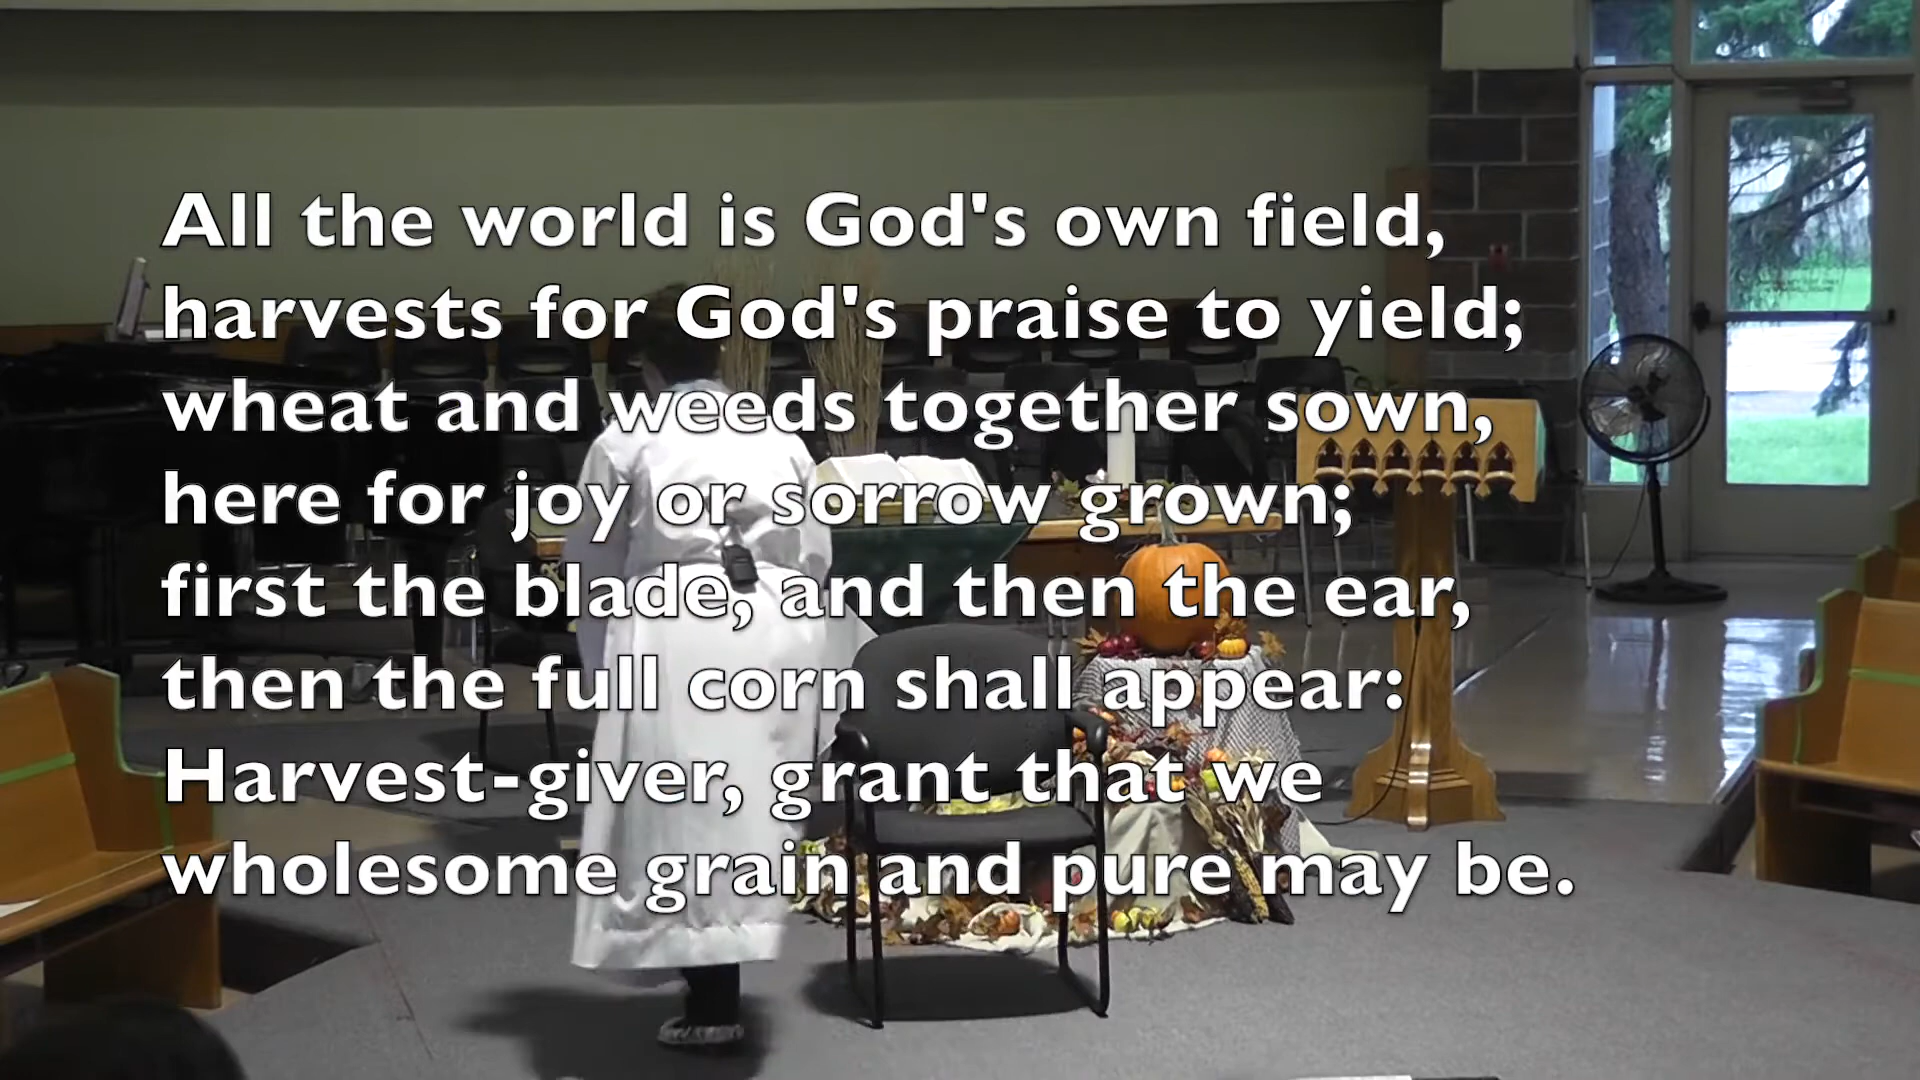 All the world is God's own field,
harvests for God's praise to yield;
wheat and weeds together sown,
here for joy or sorrow grown;
first the blade, and then the ear,
then the full corn shall appear:
Harvest-giver, grant that we
wholesome grain and pure may be.